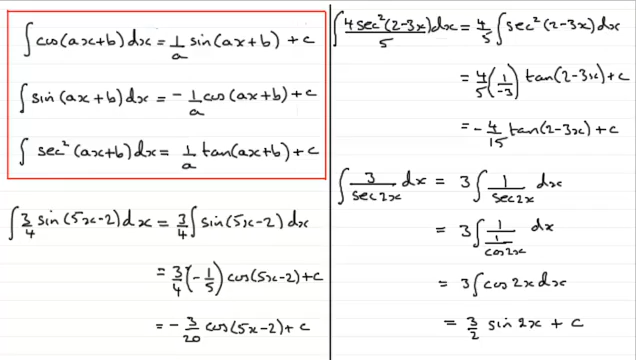 ∫cos(ax+b)dx = 1/a sin(ax+b) + c
∫sin(ax+b)dx = -1/a cos(ax+b) + c
∫sec²(ax+b)dx = 1/a tan(ax+b) + c
∫3/4 sin(5x-2)dx = 3/4 ∫sin(5x-2)dx
= 3/4 (-1/5) cos(5x-2) + c
= -3/20 cos(5x-2) + c
∫4sec²(2-3x)/5 dx = 4/5 ∫sec²(2-3x)dx
= 4/5 (1/-3) tan(2-3x) + c
= -4/15 tan(2-3x) + c
∫3/sec2x dx = 3∫1/sec2x dx
= 3∫1/(1/cos2x) dx
= 3∫cos2x dx
= 3/2 sin2x + c